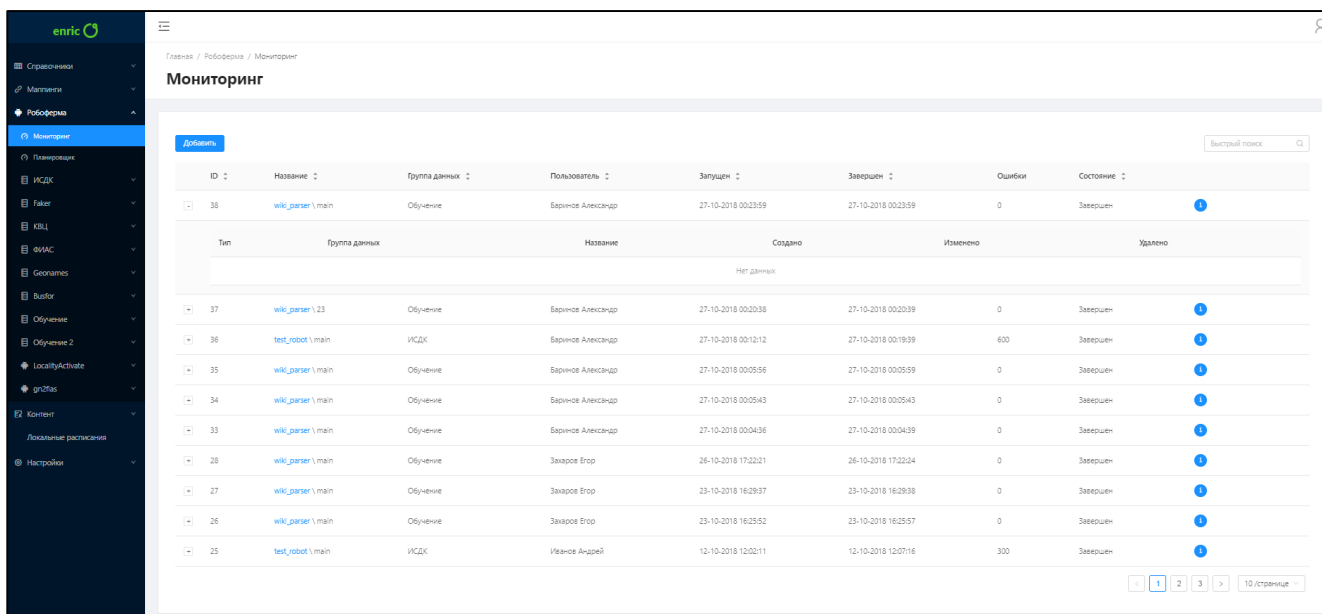 enric
Справочники
Маппинги
Робоферма
Мониторинг
Планировщик
ИСДК
Faker
КВЦ
ФИАС
Geonames
Busfor
Обучение
Обучение 2
LocalityActivate
gn2fias
Контент
Локальные расписания
Настройки
Главная / Робоферма / Мониторинг
Мониторинг
Добавить
Быстрый поиск
ID Название Группа данных Пользователь Запущен Завершен Ошибки Состояние
- 38 wiki_parser \ main Обучение Баринов Александр 27-10-2018 00:23:59 27-10-2018 00:23:59 0 Завершен
Тип Группа данных Название Создано Изменено Удалено
Нет данных
+ 37 wiki_parser \ 23 Обучение Баринов Александр 27-10-2018 00:20:38 27-10-2018 00:20:39 0 Завершен
+ 36 test_robot \ main ИСДК Баринов Александр 27-10-2018 00:12:12 27-10-2018 00:19:39 600 Завершен
+ 35 wiki_parser \ main Обучение Баринов Александр 27-10-2018 00:05:56 27-10-2018 00:05:59 0 Завершен
+ 34 wiki_parser \ main Обучение Баринов Александр 27-10-2018 00:05:43 27-10-2018 00:05:43 0 Завершен
+ 33 wiki_parser \ main Обучение Баринов Александр 27-10-2018 00:04:36 27-10-2018 00:04:39 0 Завершен
+ 28 wiki_parser \ main Обучение Захаров Егор 26-10-2018 17:22:21 26-10-2018 17:22:24 0 Завершен
+ 27 wiki_parser \ main Обучение Захаров Егор 23-10-2018 16:29:37 23-10-2018 16:29:38 0 Завершен
+ 26 wiki_parser \ main Обучение Захаров Егор 23-10-2018 16:25:52 23-10-2018 16:25:57 0 Завершен
+ 25 test_robot \ main ИСДК Иванов Андрей 12-10-2018 12:02:11 12-10-2018 12:07:16 300 Завершен
< 1 2 3 > 10 /странице